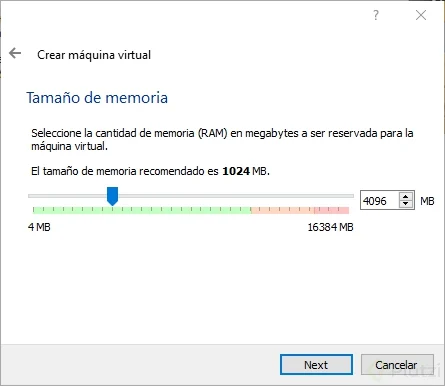 ?
Crear máquina virtual
Tamaño de memoria
Seleccione la cantidad de memoria (RAM) en megabytes a ser reservada para la
máquina virtual.
El tamaño de memoria recomendado es 1024 MB.
4096 MB
4 MB 16384 MB
Next Cancelar
Platzi